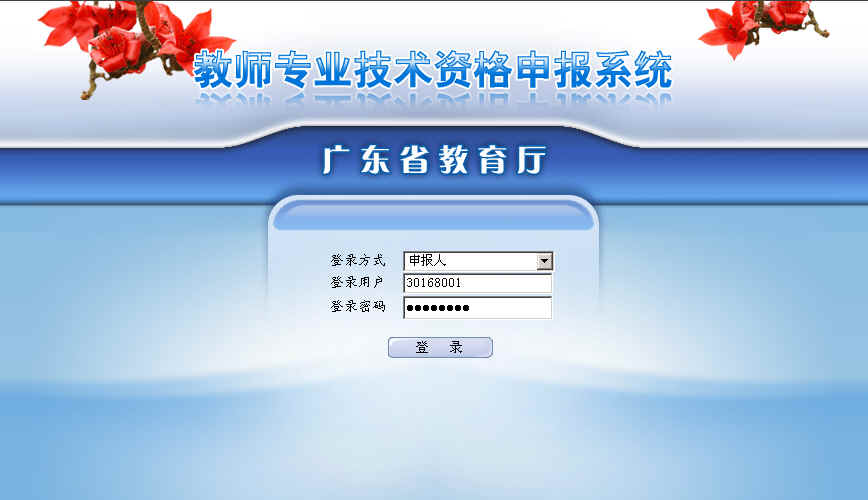 教师专业技术资格申报系统
广东省教育厅
登录方式 申报人
登录用户 30168001
登录密码 ●●●●●●●●
登 录